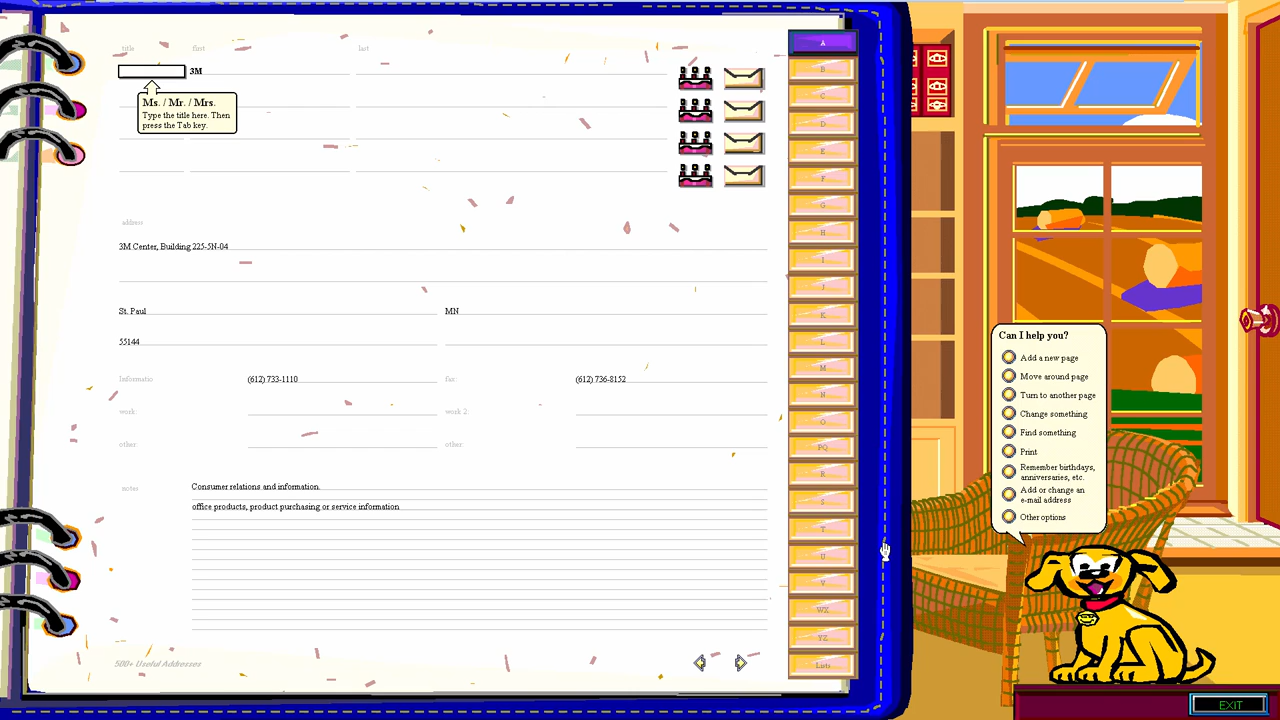 title first last
3M
Ms. / Mr. / Mrs.
Type the title here. Then
press the Tab key.
address
3M Center, Building 225-5N-04
St. Paul MN
55144
Informatio (612) 733-1110 fax: (612) 736-8152
work: work 2:
other: other:
notes Consumer relations and information.
office products, product purchasing or service information
500+ Useful Addresses
A
B
C
D
E
F
G
H
I
J
K
L
M
N
O
PQ
R
S
T
U
V
WX
YZ
Lists
Can I help you?
Add a new page
Move around page
Turn to another page
Change something
Find something
Print
Remember birthdays,
anniversaries, etc.
Add or change an
e-mail address
Other options
EXIT